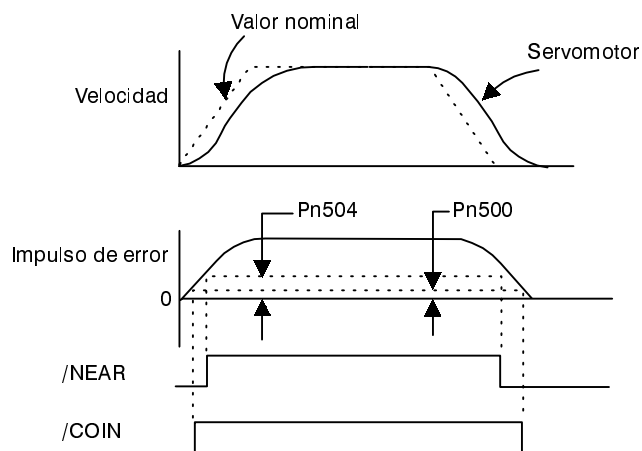 Valor nominal
Servomotor
Velocidad
Pn504
Pn500
Impulso de error
0
/NEAR
/COIN